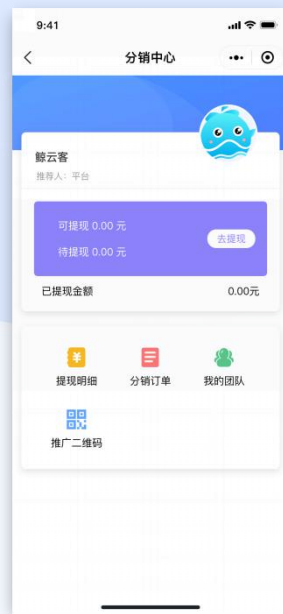 9:41
分销中心
鲸云客
推荐人：平台
可提现 0.00 元
去提现
待提现 0.00 元
已提现金额 0.00元
提现明细 分销订单 我的团队
推广二维码